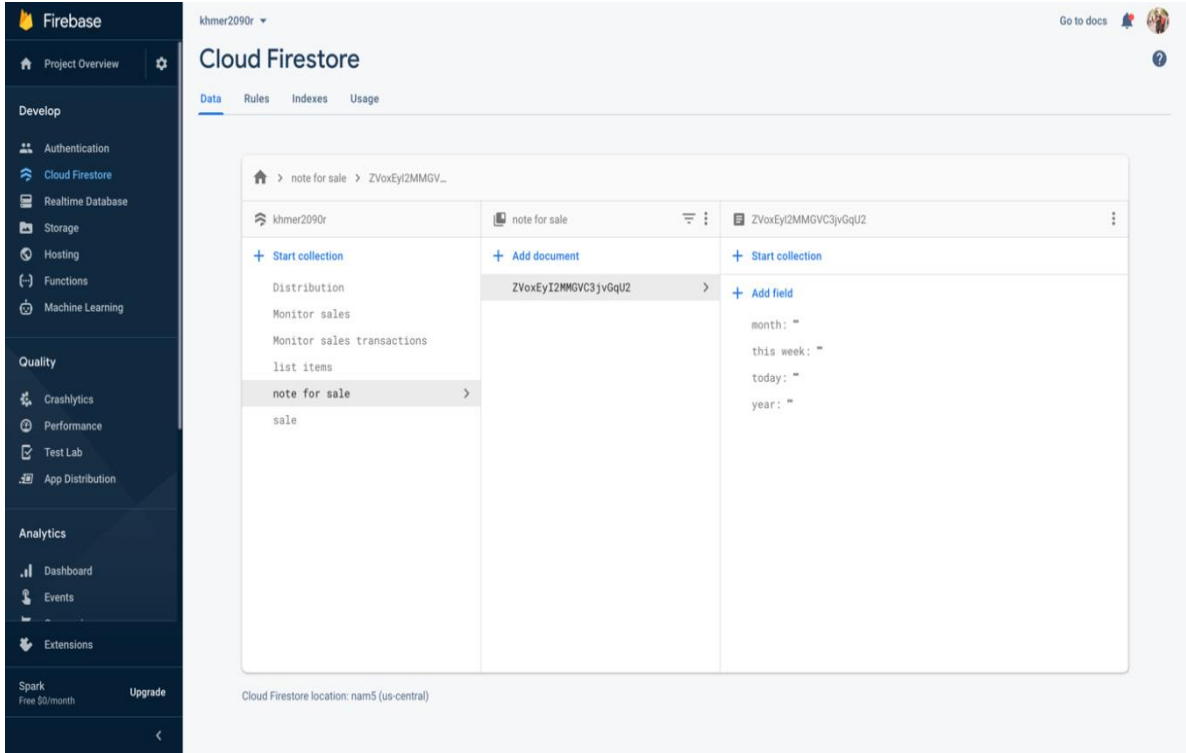 Firebase
Project Overview
Develop
Authentication
Cloud Firestore
Realtime Database
Storage
Hosting
Functions
Machine Learning
Quality
Crashlytics
Performance
Test Lab
App Distribution
Analytics
Dashboard
Events
Extensions
Spark
Free $0/month
Upgrade
khmer2090r
Go to docs
Cloud Firestore
Data Rules Indexes Usage
note for sale > ZVoxEyI2MMGV...
khmer2090r
+ Start collection
Distribution
Monitor sales
Monitor sales transactions
list items
note for sale
sale
note for sale
+ Add document
ZVoxEyI2MMGVC3jvGqU2
ZVoxEyI2MMGVC3jvGqU2
+ Start collection
+ Add field
month: ""
this week: ""
today: ""
year: ""
Cloud Firestore location: nam5 (us-central)